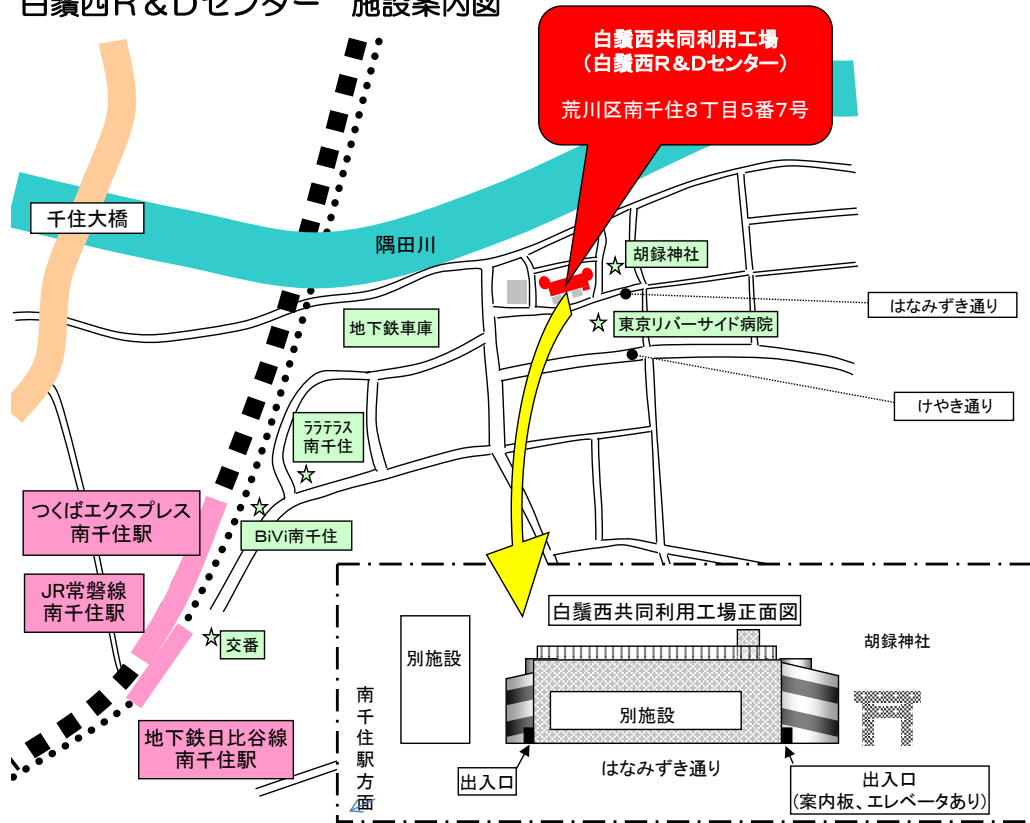 白鬚西R&Dセンター 施設案内図
白鬚西共同利用工場
(白鬚西R&Dセンター)
荒川区南千住8丁目5番7号
千住大橋
隅田川
胡録神社
はなみずき通り
地下鉄車庫
東京リバーサイド病院
けやき通り
ララテラス
南千住
つくばエクスプレス
南千住駅
BiVi南千住
JR常磐線
南千住駅
交番
地下鉄日比谷線
南千住駅
白鬚西共同利用工場正面図
胡録神社
別施設
別施設
南千住駅方面
はなみずき通り
出入口
出入口
(案内板、エレベータあり)